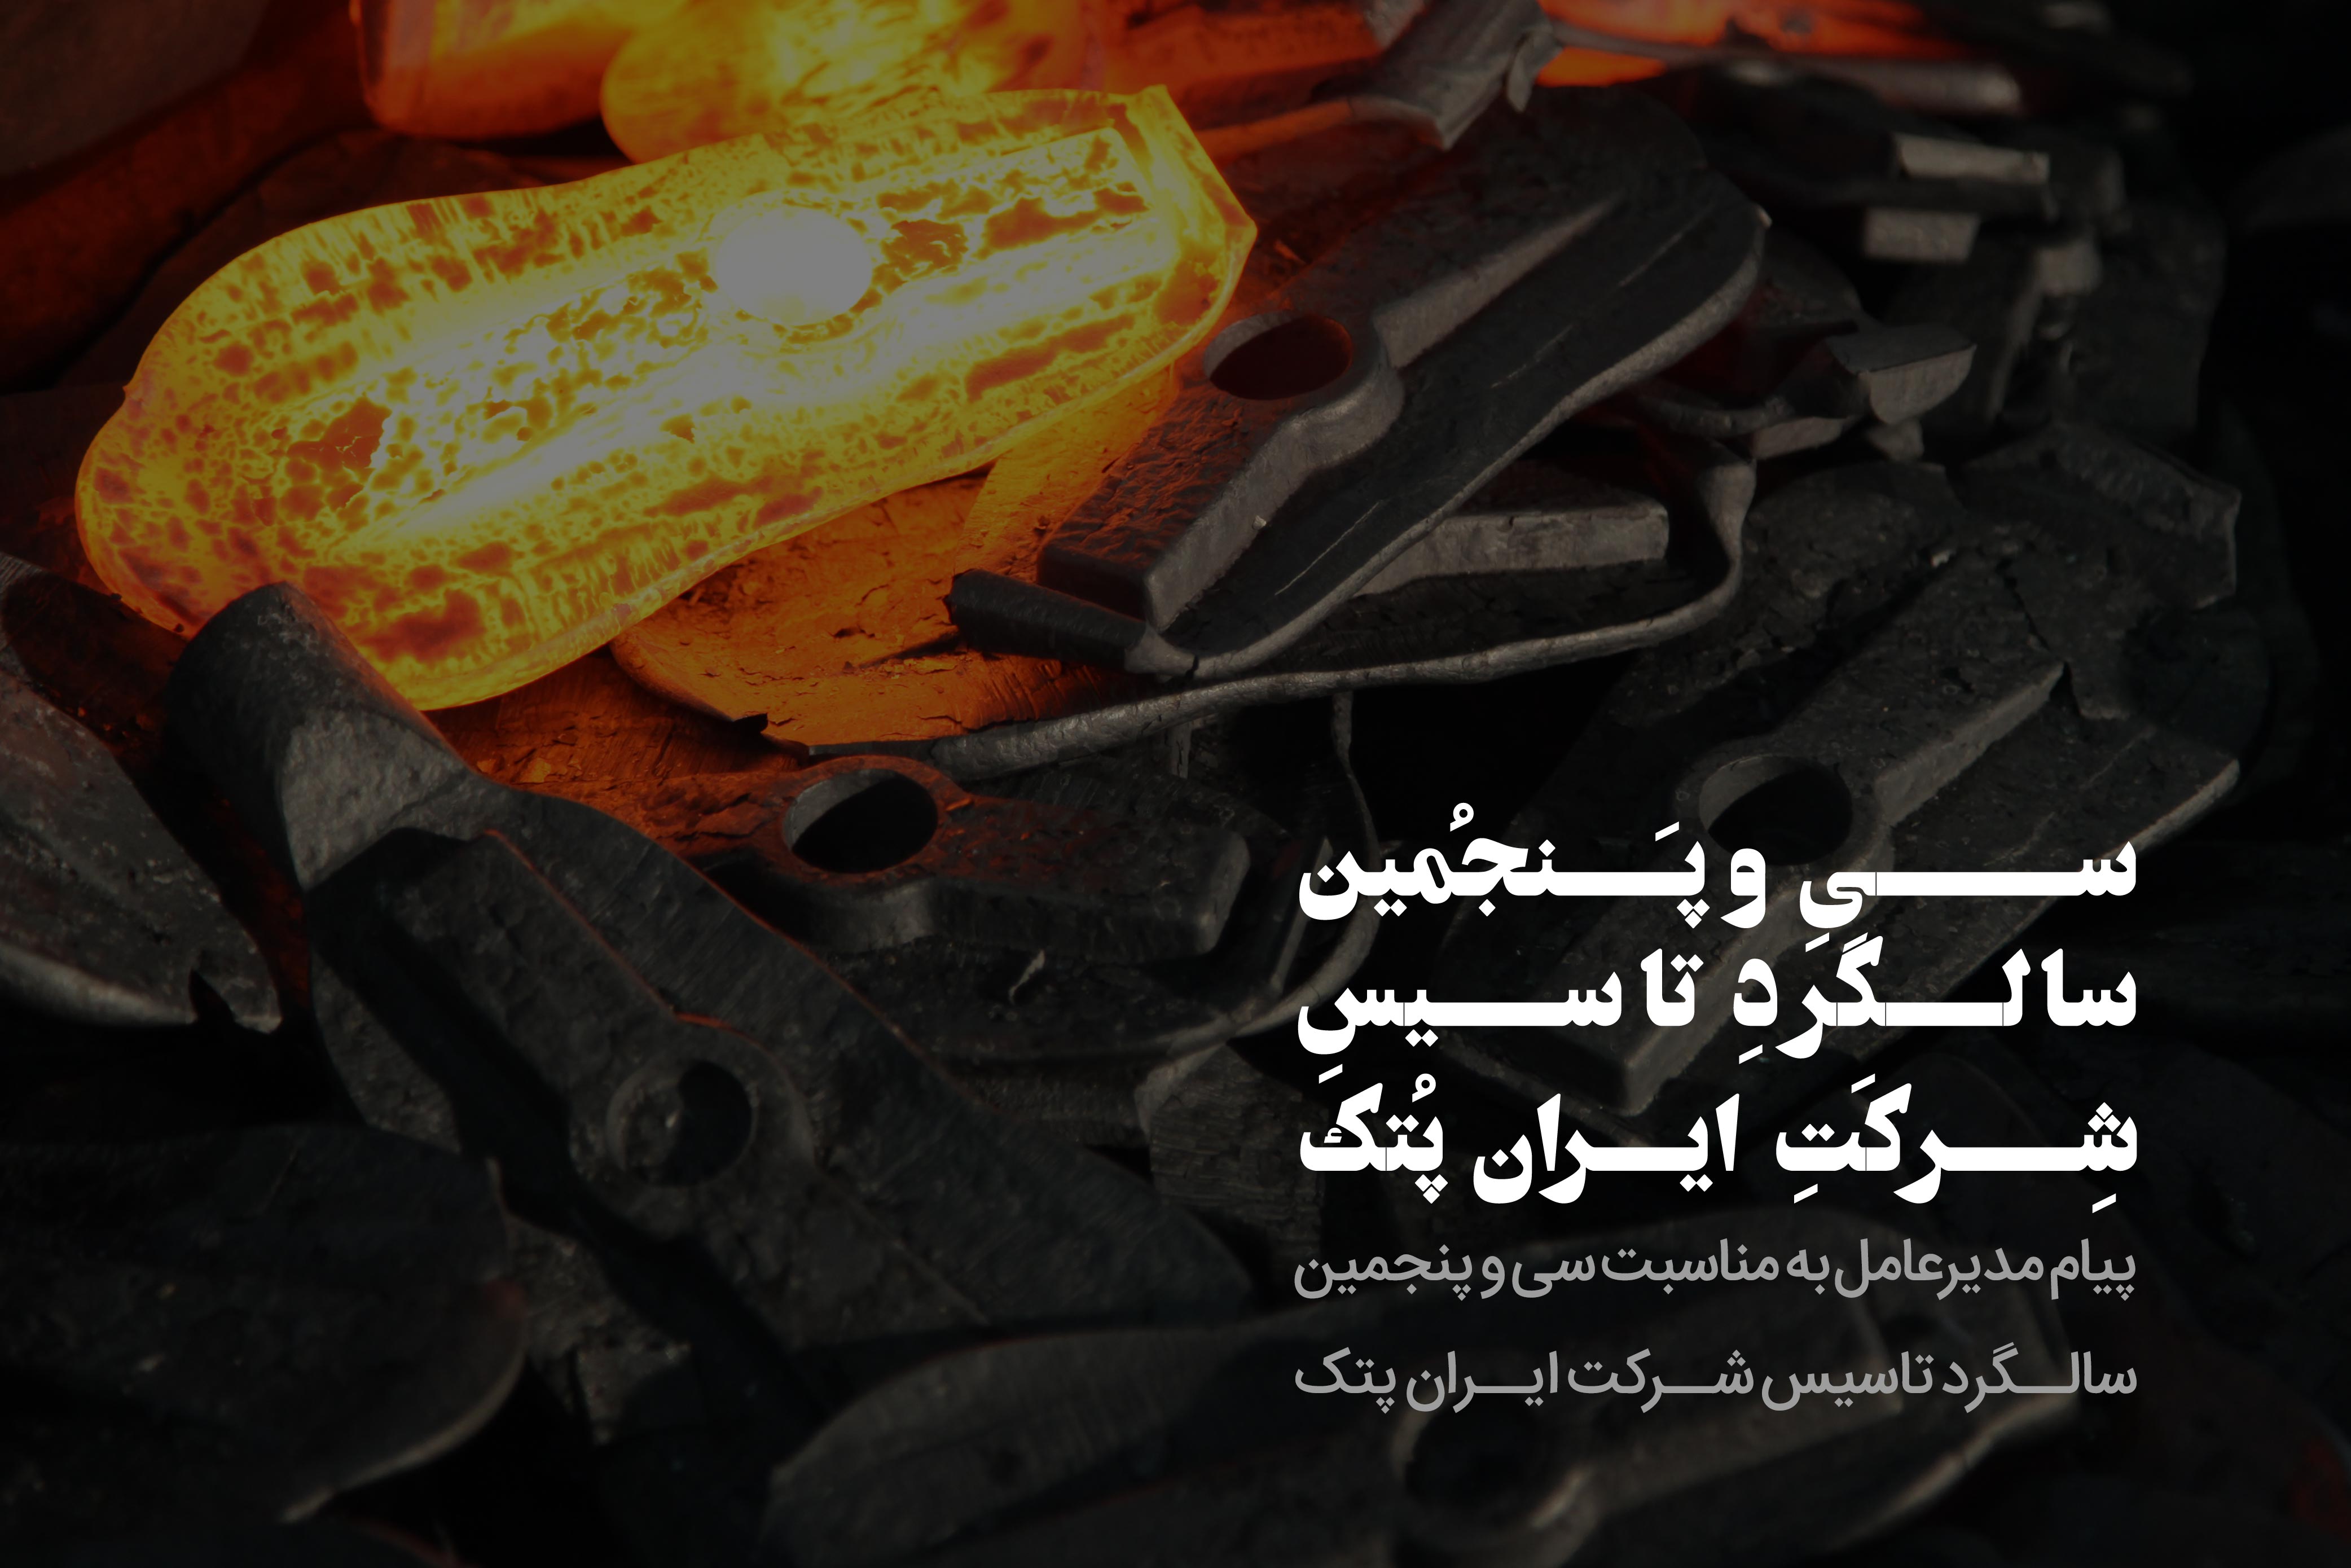 سیِ و پَنجُمین
سالگَردِ تاسیسِ
شِرکَتِ ایران پُتک
پیام مدیرعامل به مناسبت سی و پنجمین
سالگرد تاسیس شرکت ایران پتک